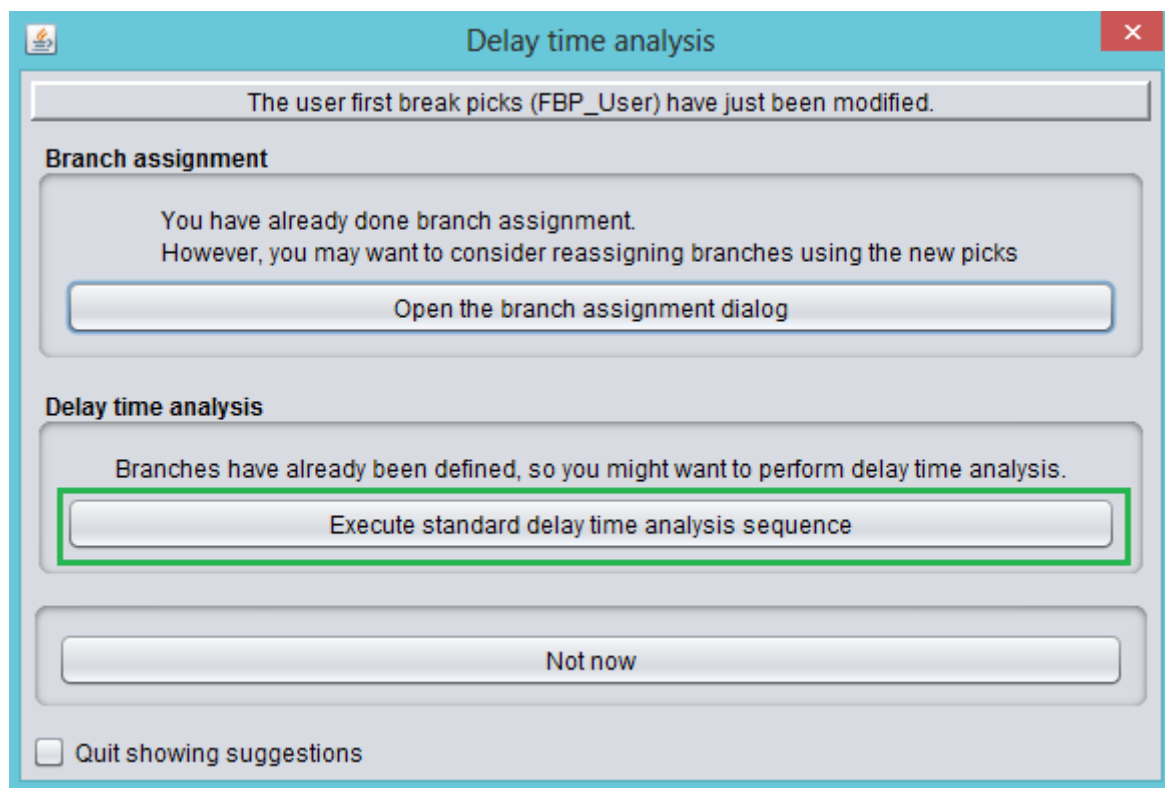 Delay time analysis
The user first break picks (FBP_User) have just been modified.
Branch assignment
You have already done branch assignment.
However, you may want to consider reassigning branches using the new picks
Open the branch assignment dialog
Delay time analysis
Branches have already been defined, so you might want to perform delay time analysis.
Execute standard delay time analysis sequence
Not now
Quit showing suggestions